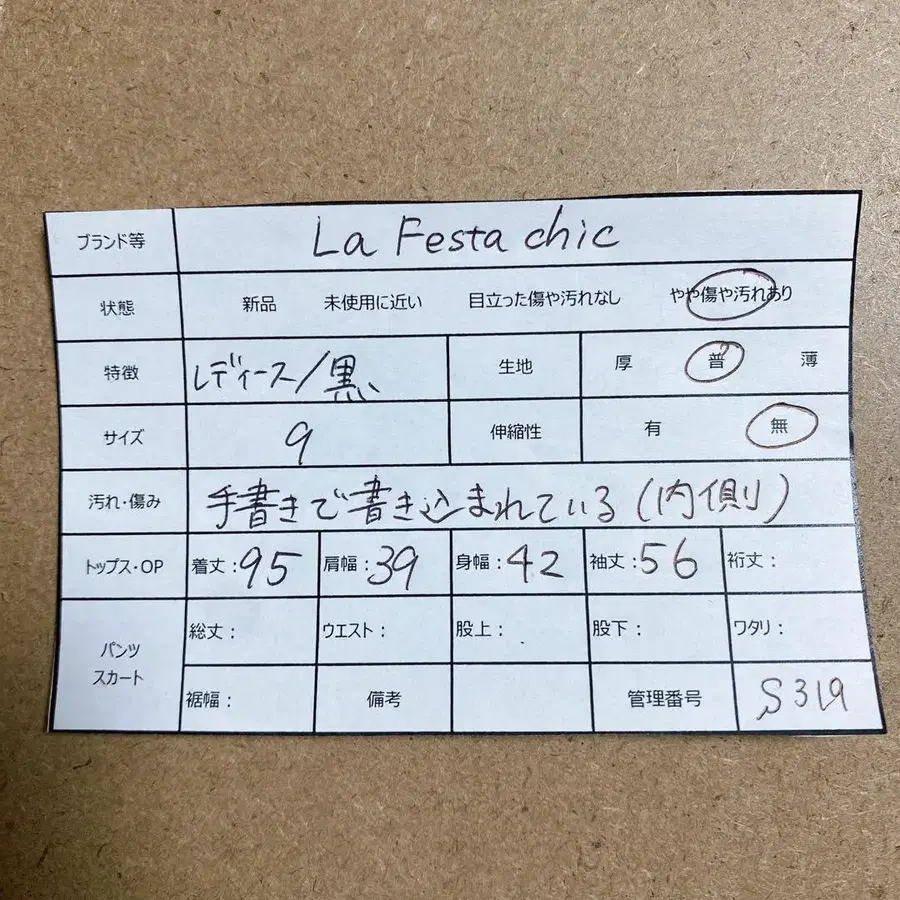 ブランド等 La Festa chic
状態 新品 未使用に近い 目立った傷や汚れなし やや傷や汚れあり
特徴 レディース/黒 生地 厚 普 薄
サイズ 9 伸縮性 有 無
汚れ・傷み 手書きで書き込まれている(内側)
トップス・OP 着丈:95 肩幅:39 身幅:42 袖丈:56 裄丈:
パンツ スカート 総丈: ウエスト: 股上: 股下: ワタリ:
裾幅: 備考 管理番号 S319